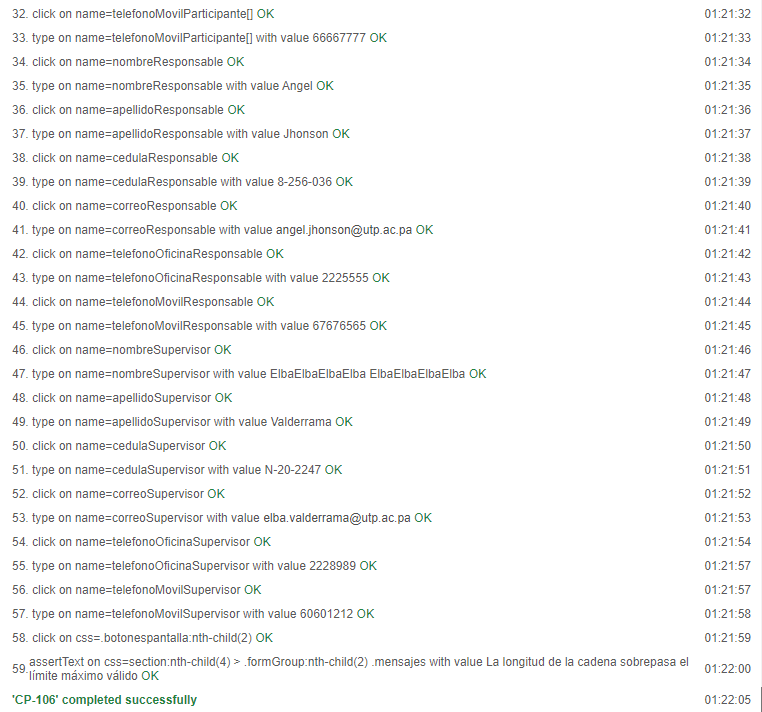 32. click on name=telefonoMovilParticipante[] OK 01:21:32
33. type on name=telefonoMovilParticipante[] with value 66667777 OK 01:21:33
34. click on name=nombreResponsable OK 01:21:34
35. type on name=nombreResponsable with value Angel OK 01:21:35
36. click on name=apellidoResponsable OK 01:21:36
37. type on name=apellidoResponsable with value Jhonson OK 01:21:37
38. click on name=cedulaResponsable OK 01:21:38
39. type on name=cedulaResponsable with value 8-256-036 OK 01:21:39
40. click on name=correoResponsable OK 01:21:40
41. type on name=correoResponsable with value angel.jhonson@utp.ac.pa OK 01:21:41
42. click on name=telefonoOficinaResponsable OK 01:21:42
43. type on name=telefonoOficinaResponsable with value 2225555 OK 01:21:43
44. click on name=telefonoMovilResponsable OK 01:21:44
45. type on name=telefonoMovilResponsable with value 67676565 OK 01:21:45
46. click on name=nombreSupervisor OK 01:21:46
47. type on name=nombreSupervisor with value ElbaElbaElbaElba ElbaElbaElbaElba OK 01:21:47
48. click on name=apellidoSupervisor OK 01:21:48
49. type on name=apellidoSupervisor with value Valderrama OK 01:21:49
50. click on name=cedulaSupervisor OK 01:21:50
51. type on name=cedulaSupervisor with value N-20-2247 OK 01:21:51
52. click on name=correoSupervisor OK 01:21:52
53. type on name=correoSupervisor with value elba.valderrama@utp.ac.pa OK 01:21:53
54. click on name=telefonoOficinaSupervisor OK 01:21:54
55. type on name=telefonoOficinaSupervisor with value 2228989 OK 01:21:57
56. click on name=telefonoMovilSupervisor OK 01:21:57
57. type on name=telefonoMovilSupervisor with value 60601212 OK 01:21:58
58. click on css=.botonespantalla:nth-child(2) OK 01:21:59
59. assertText on css=section:nth-child(4) > .formGroup:nth-child(2) .mensajes with value La longitud de la cadena sobrepasa el
límite máximo válido OK 01:22:00
'CP-106' completed successfully 01:22:05